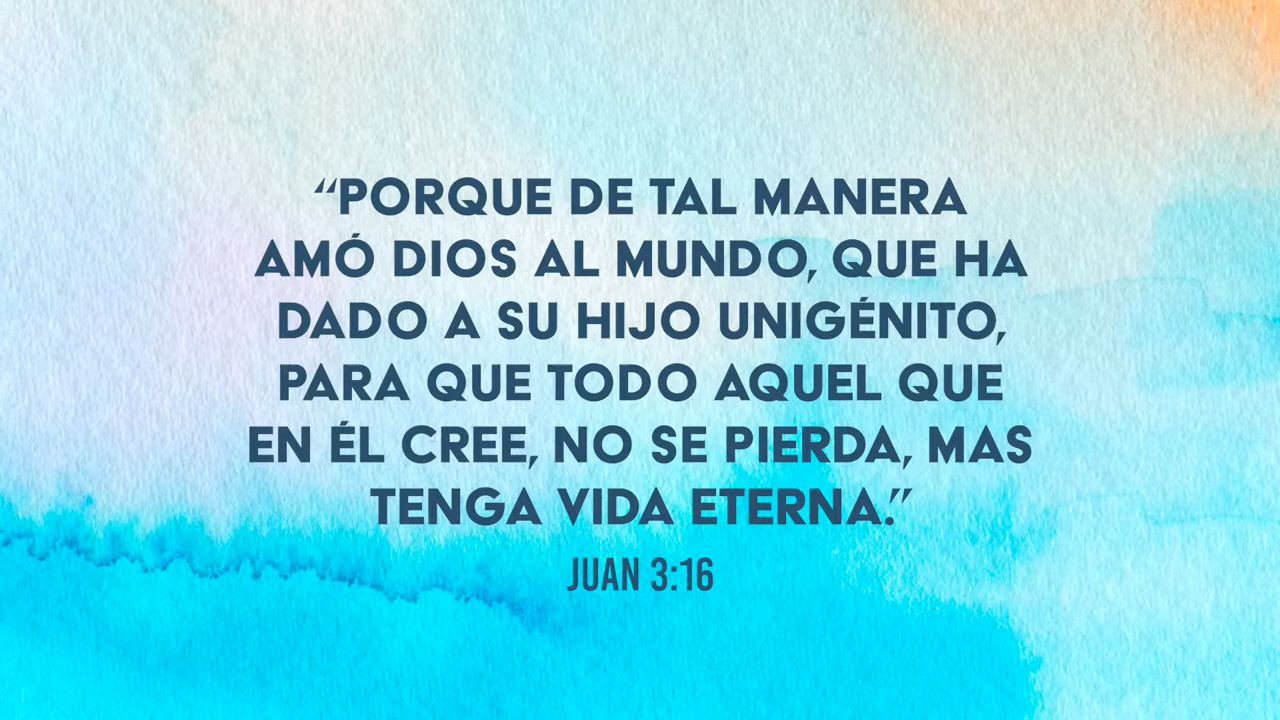 “PORQUE DE TAL MANERA
AMÓ DIOS AL MUNDO, QUE HA
DADO A SU HIJO UNIGÉNITO,
PARA QUE TODO AQUEL QUE
EN ÉL CREE, NO SE PIERDA, MAS
TENGA VIDA ETERNA.”
JUAN 3:16